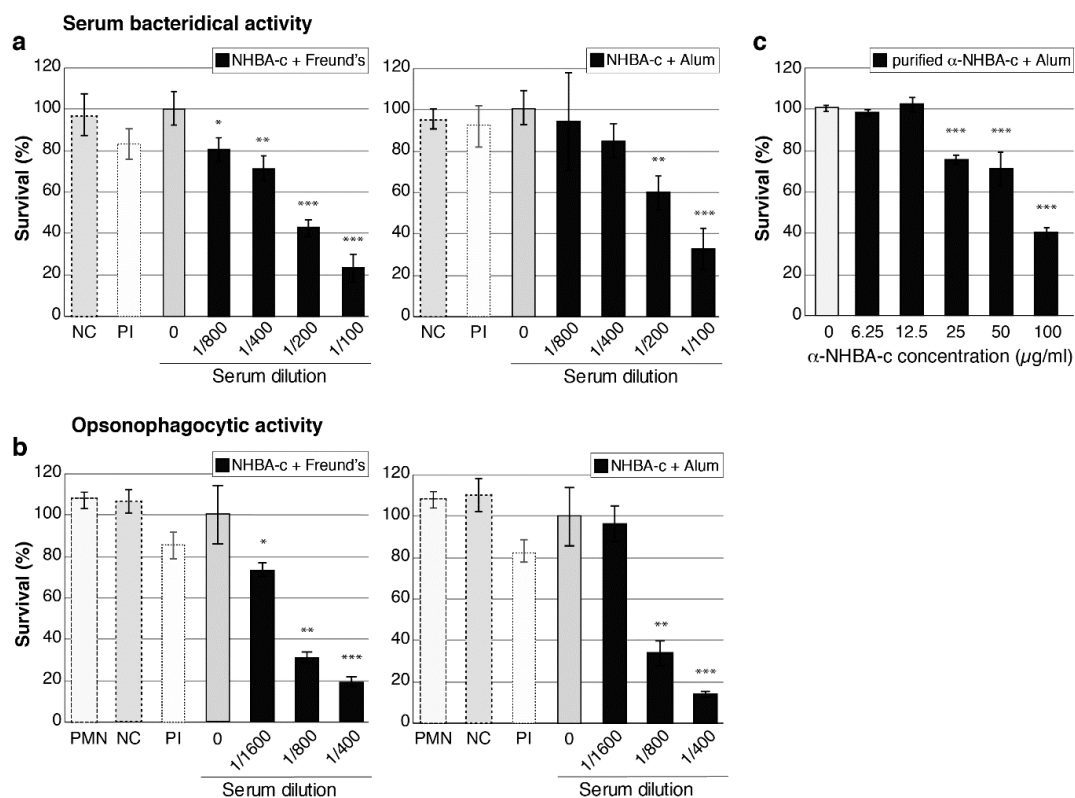 Serum bacteridical activity
a
NHBA-c + Freund's
120
100
80
60
40
20
0
Survival (%)
*
**
***
***
NC PI 0 1/800 1/400 1/200 1/100
Serum dilution
NHBA-c + Alum
120
100
80
60
40
20
0
**
***
NC PI 0 1/800 1/400 1/200 1/100
Serum dilution
c
purified α-NHBA-c + Alum
120
100
80
60
40
20
0
Survival (%)
***
***
***
0 6.25 12.5 25 50 100
α-NHBA-c concentration (µg/ml)
Opsonophagocytic activity
b
NHBA-c + Freund's
120
100
80
60
40
20
0
Survival (%)
*
**
***
PMN NC PI 0 1/1600 1/800 1/400
Serum dilution
NHBA-c + Alum
120
100
80
60
40
20
0
**
***
PMN NC PI 0 1/1600 1/800 1/400
Serum dilution